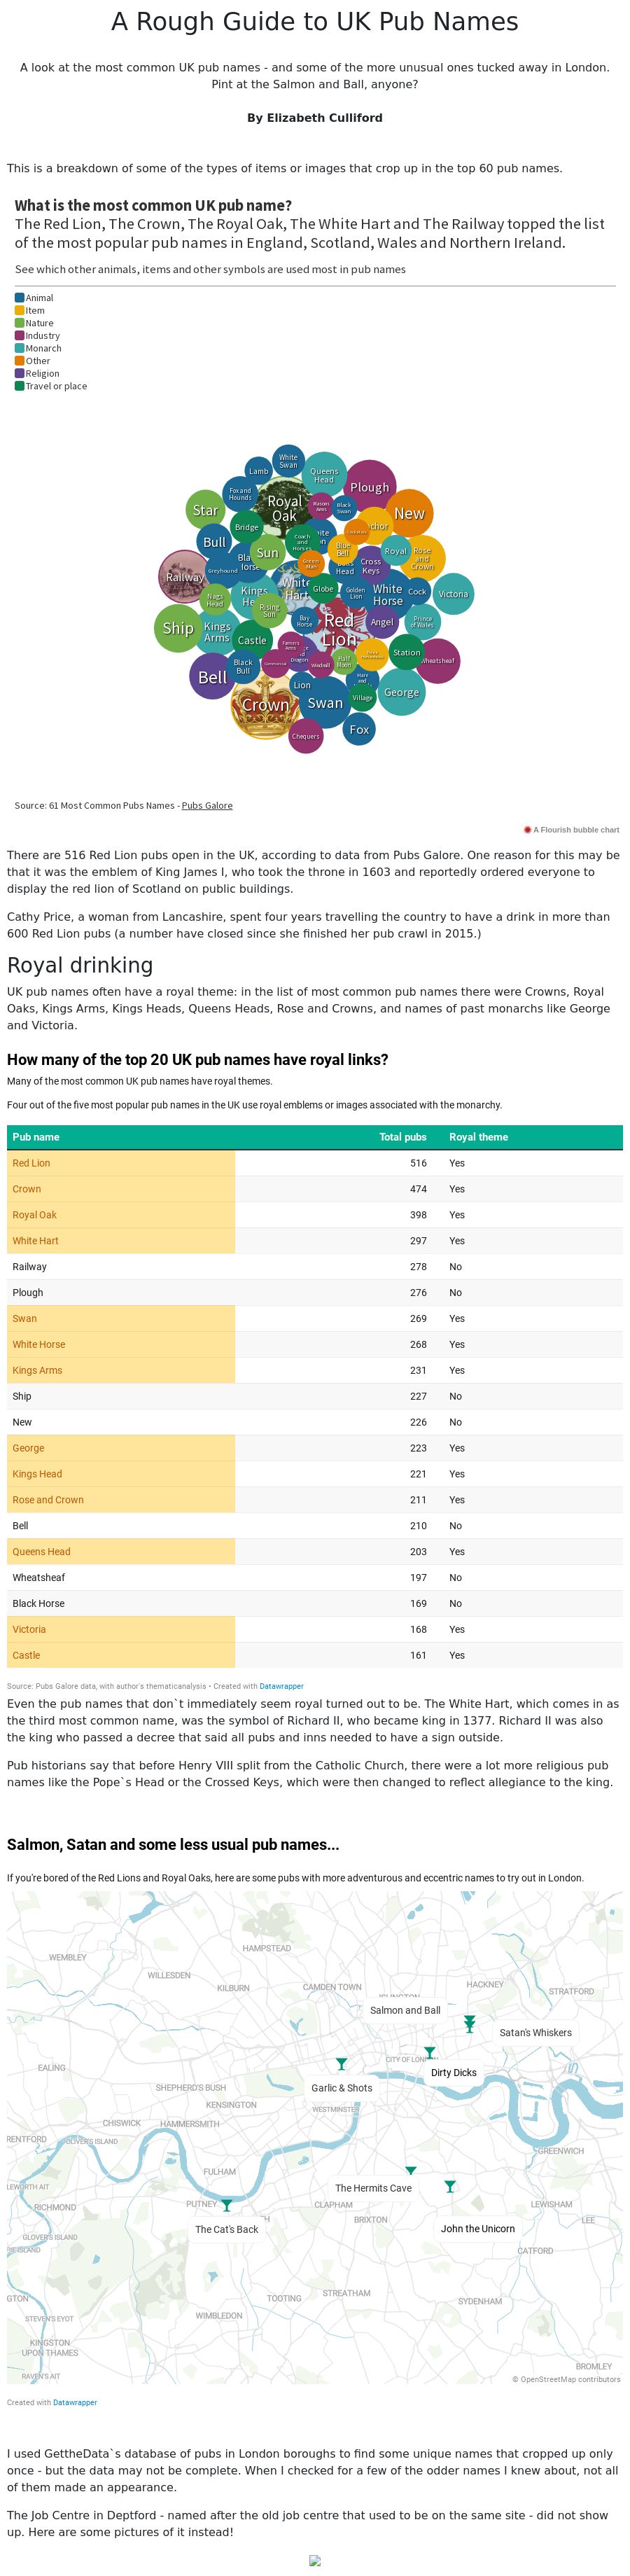 A Rough Guide to UK Pub Names
A look at the most common UK pub names - and some of the more unusual ones tucked away in London.
Pint at the Salmon and Ball, anyone?
By Elizabeth Culliford
This is a breakdown of some of the types of items or images that crop up in the top 60 pub names.
What is the most common UK pub name?
The Red Lion, The Crown, The Royal Oak, The White Hart and The Railway topped the list
of the most popular pub names in England, Scotland, Wales and Northern Ireland.
See which other animals, items and other symbols are used most in pub names
Animal
Item
Nature
Industry
Monarch
Other
Religion
Travel or place
White
Swan
Lamb
Queens
Head
Plough
Fox and
Hounds
Royal
Oak
Masons
Arms
Black
Swan
Star
New
Bridge
Bull
Coach
and
Horses
Blue
Bell
Sun
Royal
Rose
and
Crown
Green
Man
Cross
Keys
Railway
Greyhound
Head
White
Hart
Globe
Golden
Lion
White
Horse
Cock
Victoria
Nags
Head
Kings
Rising
Sun
Bay
Horse
Red
Lion
Angel
Prince
of Wales
Ship
Kings
Arms
Castle
Farmers
Arms
Station
Wheatsheaf
Half
Moon
Bell
Black
Bull
Commercial
Dragon
Waggon
Lion
Hare
and
Village
George
Crown
Swan
Fox
Chequers
Source: 61 Most Common Pubs Names - Pubs Galore
A Flourish bubble chart
There are 516 Red Lion pubs open in the UK, according to data from Pubs Galore. One reason for this may be
that it was the emblem of King James I, who took the throne in 1603 and reportedly ordered everyone to
display the red lion of Scotland on public buildings.
Cathy Price, a woman from Lancashire, spent four years travelling the country to have a drink in more than
600 Red Lion pubs (a number have closed since she finished her pub crawl in 2015.)
Royal drinking
UK pub names often have a royal theme: in the list of most common pub names there were Crowns, Royal
Oaks, Kings Arms, Kings Heads, Queens Heads, Rose and Crowns, and names of past monarchs like George
and Victoria.
How many of the top 20 UK pub names have royal links?
Many of the most common UK pub names have royal themes.
Four out of the five most popular pub names in the UK use royal emblems or images associated with the monarchy.
Pub name Total pubs Royal theme
Red Lion 516 Yes
Crown 474 Yes
Royal Oak 398 Yes
White Hart 297 Yes
Railway 278 No
Plough 276 No
Swan 269 Yes
White Horse 268 Yes
Kings Arms 231 Yes
Ship 227 No
New 226 No
George 223 Yes
Kings Head 221 Yes
Rose and Crown 211 Yes
Bell 210 No
Queens Head 203 Yes
Wheatsheaf 197 No
Black Horse 169 No
Victoria 168 Yes
Castle 161 Yes
Source: Pubs Galore data, with author's thematicanalysis • Created with Datawrapper
Even the pub names that don`t immediately seem royal turned out to be. The White Hart, which comes in as
the third most common name, was the symbol of Richard II, who became king in 1377. Richard II was also
the king who passed a decree that said all pubs and inns needed to have a sign outside.
Pub historians say that before Henry VIII split from the Catholic Church, there were a lot more religious pub
names like the Pope`s Head or the Crossed Keys, which were then changed to reflect allegiance to the king.
Salmon, Satan and some less usual pub names...
If you're bored of the Red Lions and Royal Oaks, here are some pubs with more adventurous and eccentric names to try out in London.
HAMPSTEAD
WEMBLEY
WILLESDEN
KILBURN
CAMDEN TOWN
HACKNEY
STRATFORD
ISLINGTON
Salmon and Ball
Satan's Whiskers
CITY OF LONDON
EALING
Dirty Dicks
SHEPHERD'S BUSH
Garlic & Shots
KENSINGTON
WESTMINSTER
CHISWICK
HAMMERSMITH
BRENTFORD
OLIVER'S ISLAND
GREENWICH
FULHAM
ISLEWORTH AIT
The Hermits Cave
RICHMOND
PUTNEY
CLAPHAM
LEWISHAM
BRIXTON
LEE
The Cat's Back
John the Unicorn
GLOVER'S ISLAND
CATFORD
STREATHAM
TOOTING
SYDENHAM
WIMBLEDON
STEVEN'S EYOT
KINGSTON
UPON THAMES
BROMLEY
RAVEN'S AIT
© OpenStreetMap contributors
Created with Datawrapper
I used GettheData`s database of pubs in London boroughs to find some unique names that cropped up only
once - but the data may not be complete. When I checked for a few of the odder names I knew about, not all
of them made an appearance.
The Job Centre in Deptford - named after the old job centre that used to be on the same site - did not show
up. Here are some pictures of it instead!